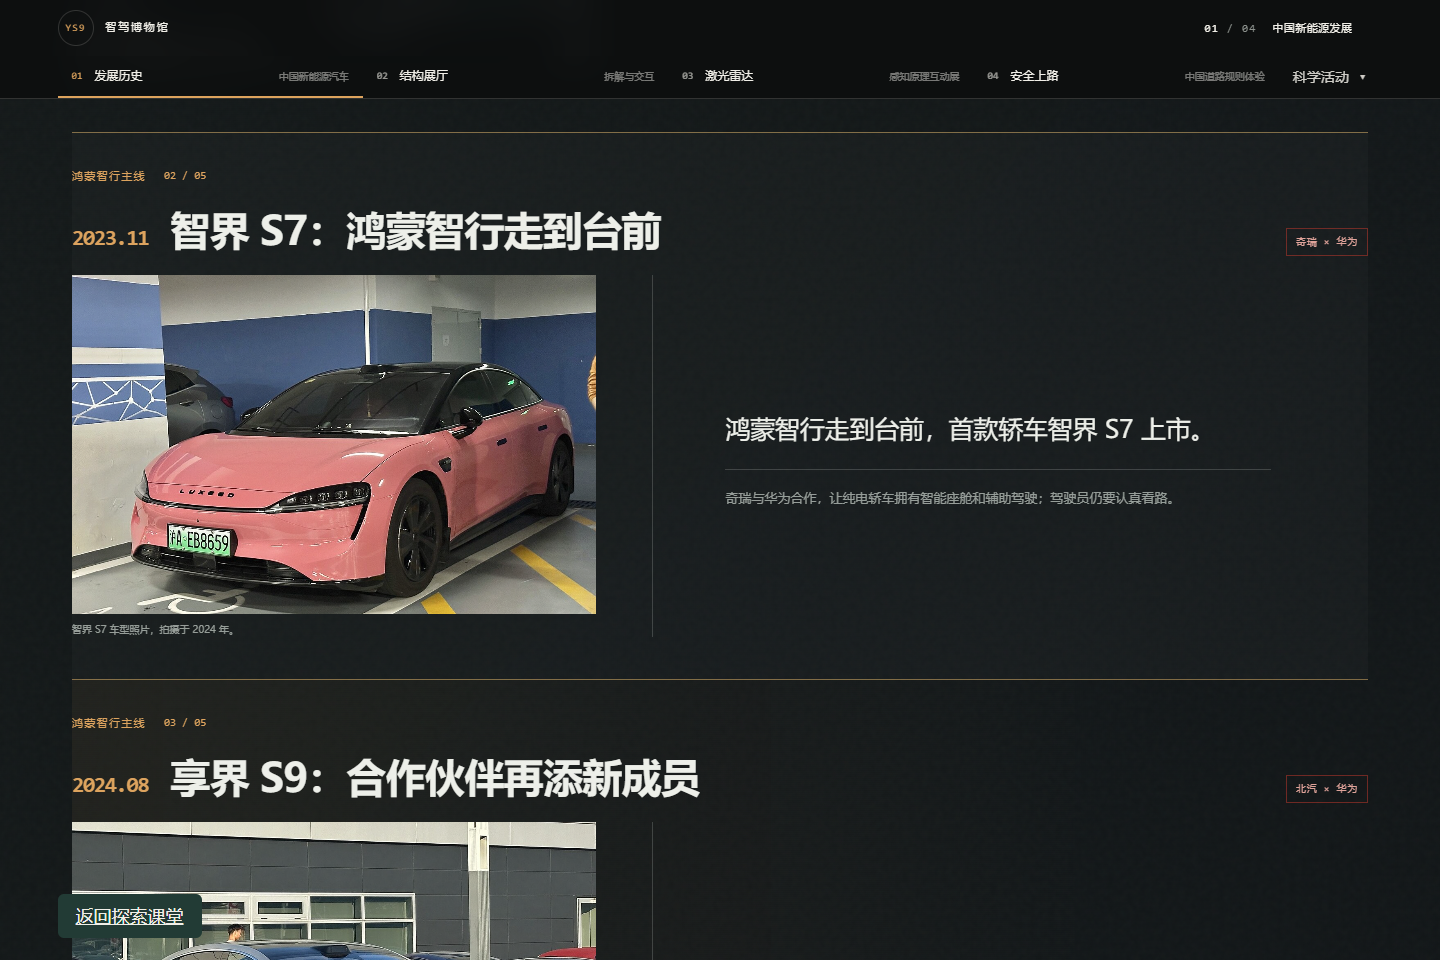 YS9 智驾博物馆
01 / 04 中国新能源发展
01 发展历史 中国新能源汽车 02 结构展厅 拆解与交互 03 激光雷达 感知原理互动展 04 安全上路 中国道路规则体验 科学活动 ▼
鸿蒙智行主线 02 / 05
2023.11 智界 S7：鸿蒙智行走到台前
奇瑞 × 华为
LUXEED
沪A·EB8659
鸿蒙智行走到台前，首款轿车智界 S7 上市。
奇瑞与华为合作，让纯电轿车拥有智能座舱和辅助驾驶；驾驶员仍要认真看路。
智界 S7 车型照片，拍摄于 2024 年。
鸿蒙智行主线 03 / 05
2024.08 享界 S9：合作伙伴再添新成员
北汽 × 华为
返回探索课堂